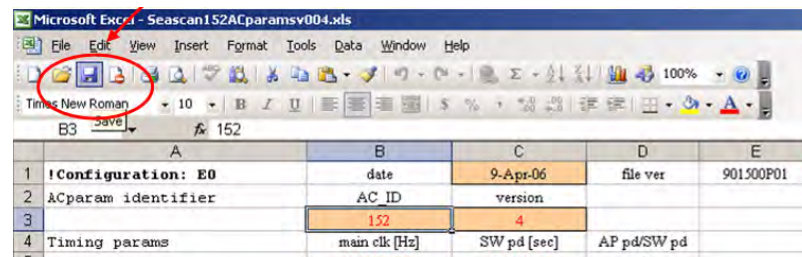 Microsoft Excel - Seascan152ACparamsv004.xls
File Edit View Insert Format Tools Data Window Help
Σ 100%
Times New Roman 10 B I U $ % , A
B3 Save fx 152
A B C D E
1 !Configuration: E0 date 9-Apr-06 file ver 901500P01
2 ACparam identifier AC_ID version
3 152 4
4 Timing params main clk [Hz] SW pd [sec] AP pd/SW pd